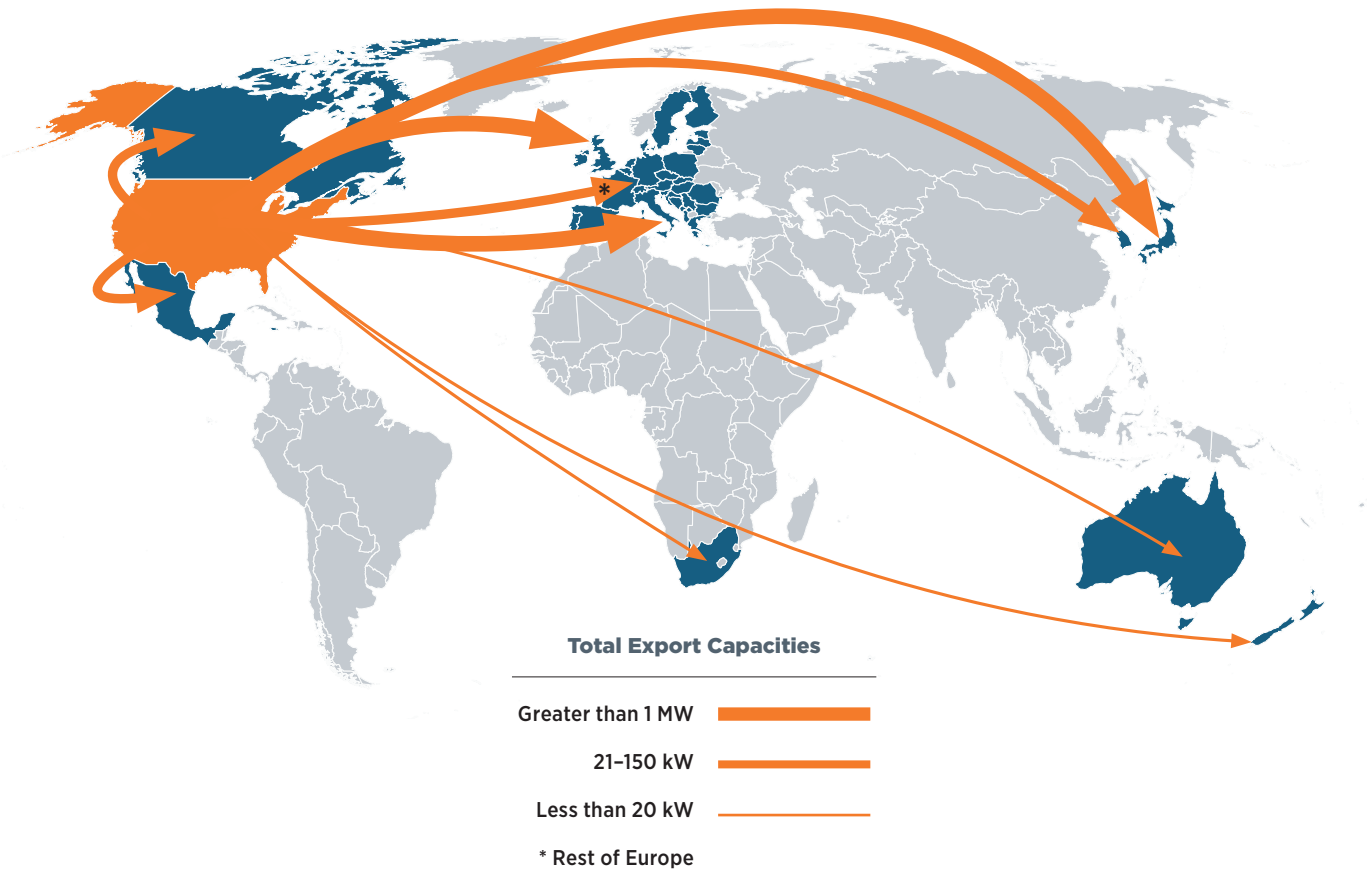 *
Total Export Capacities
Greater than 1 MW
21–150 kW
Less than 20 kW
* Rest of Europe